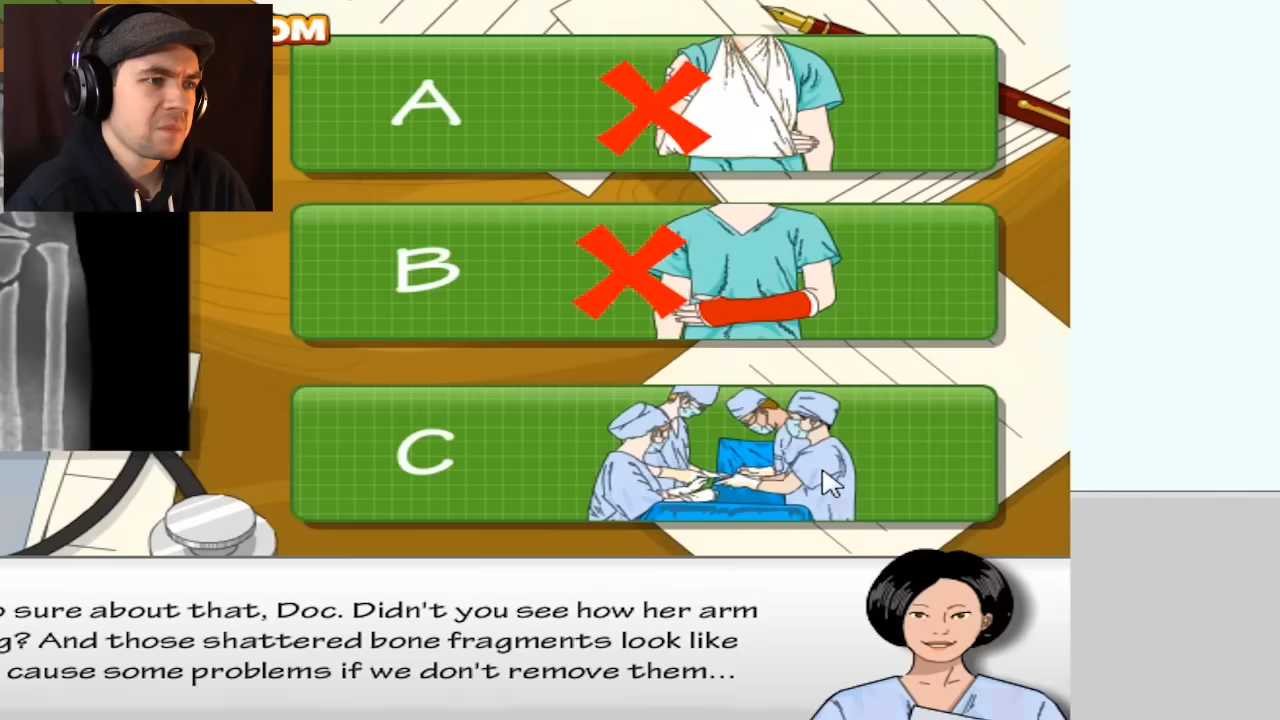 OM
A
B
C
sure about that, Doc. Didn't you see how her arm
? And those shattered bone fragments look like
cause some problems if we don't remove them...